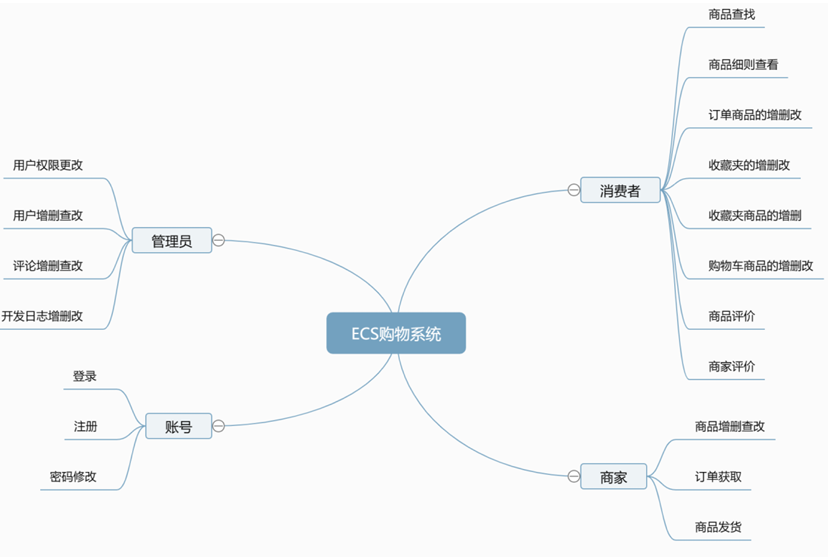 ECS购物系统
管理员
用户权限更改
用户增删查改
评论增删查改
开发日志增删改
账号
登录
注册
密码修改
消费者
商品查找
商品细则查看
订单商品的增删改
收藏夹的增删改
收藏夹商品的增删
购物车商品的增删改
商品评价
商家评价
商家
商品增删查改
订单获取
商品发货